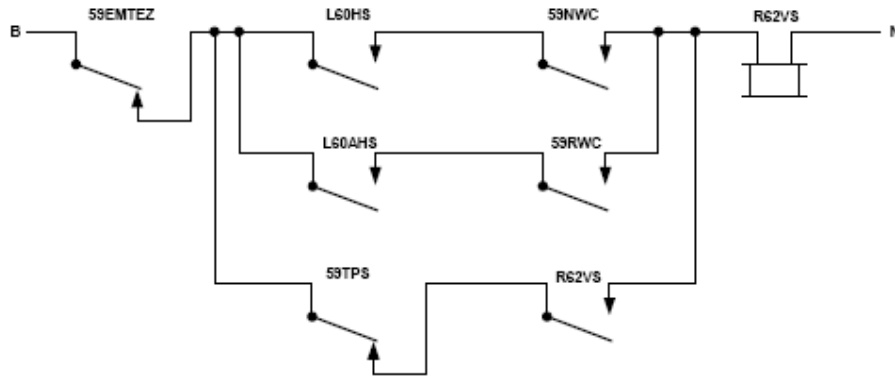 59EMTEZ
L60HS
59NWC
R62VS
B
N
L60AHS
59RWC
59TPS
R62VS